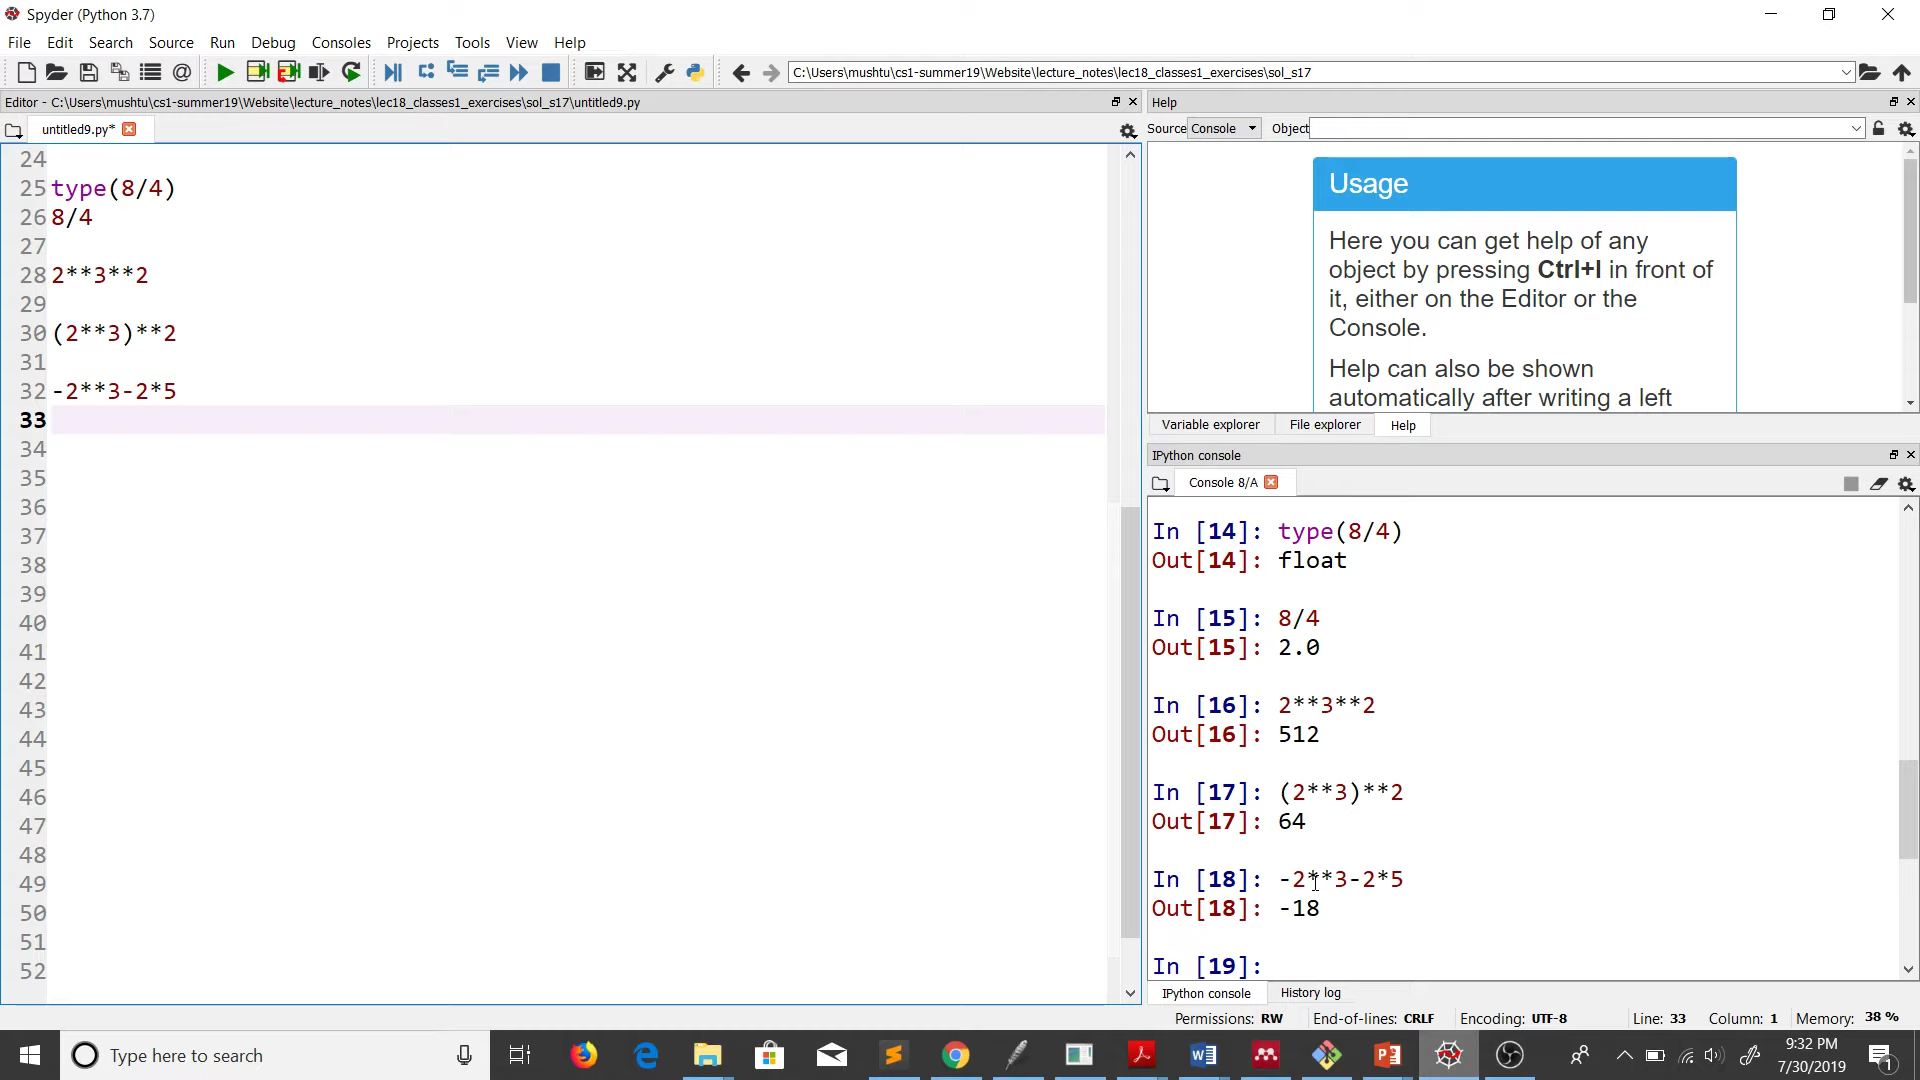 Spyder (Python 3.7)
File Edit Search Source Run Debug Consoles Projects Tools View Help
C:\Users\mushtu\cs1-summer19\Website\lecture_notes\lec18_classes1_exercises\sol_s17
Editor - C:\Users\mushtu\cs1-summer19\Website\lecture_notes\lec18_classes1_exercises\sol_s17\untitled9.py
untitled9.py*
24
25 type(8/4)
26 8/4
27
28 2**3**2
29
30 (2**3)**2
31
32 -2**3-2*5
33
34
35
36
37
38
39
40
41
42
43
44
45
46
47
48
49
50
51
52
Help
Source Console Object
Usage
Here you can get help of any
object by pressing Ctrl+I in front of
it, either on the Editor or the
Console.
Help can also be shown
automatically after writing a left
Variable explorer File explorer Help
IPython console
Console 8/A
In [14]: type(8/4)
Out[14]: float
In [15]: 8/4
Out[15]: 2.0
In [16]: 2**3**2
Out[16]: 512
In [17]: (2**3)**2
Out[17]: 64
In [18]: -2**3-2*5
Out[18]: -18
In [19]:
IPython console History log
Permissions: RW End-of-lines: CRLF Encoding: UTF-8 Line: 33 Column: 1 Memory: 38 %
Type here to search
9:32 PM
7/30/2019
1